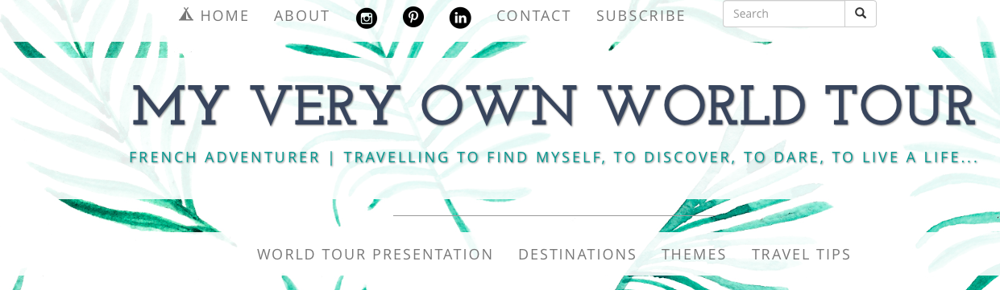 HOME ABOUT CONTACT SUBSCRIBE Search
MY VERY OWN WORLD TOUR
FRENCH ADVENTURER | TRAVELLING TO FIND MYSELF, TO DISCOVER, TO DARE, TO LIVE A LIFE...
WORLD TOUR PRESENTATION DESTINATIONS THEMES TRAVEL TIPS